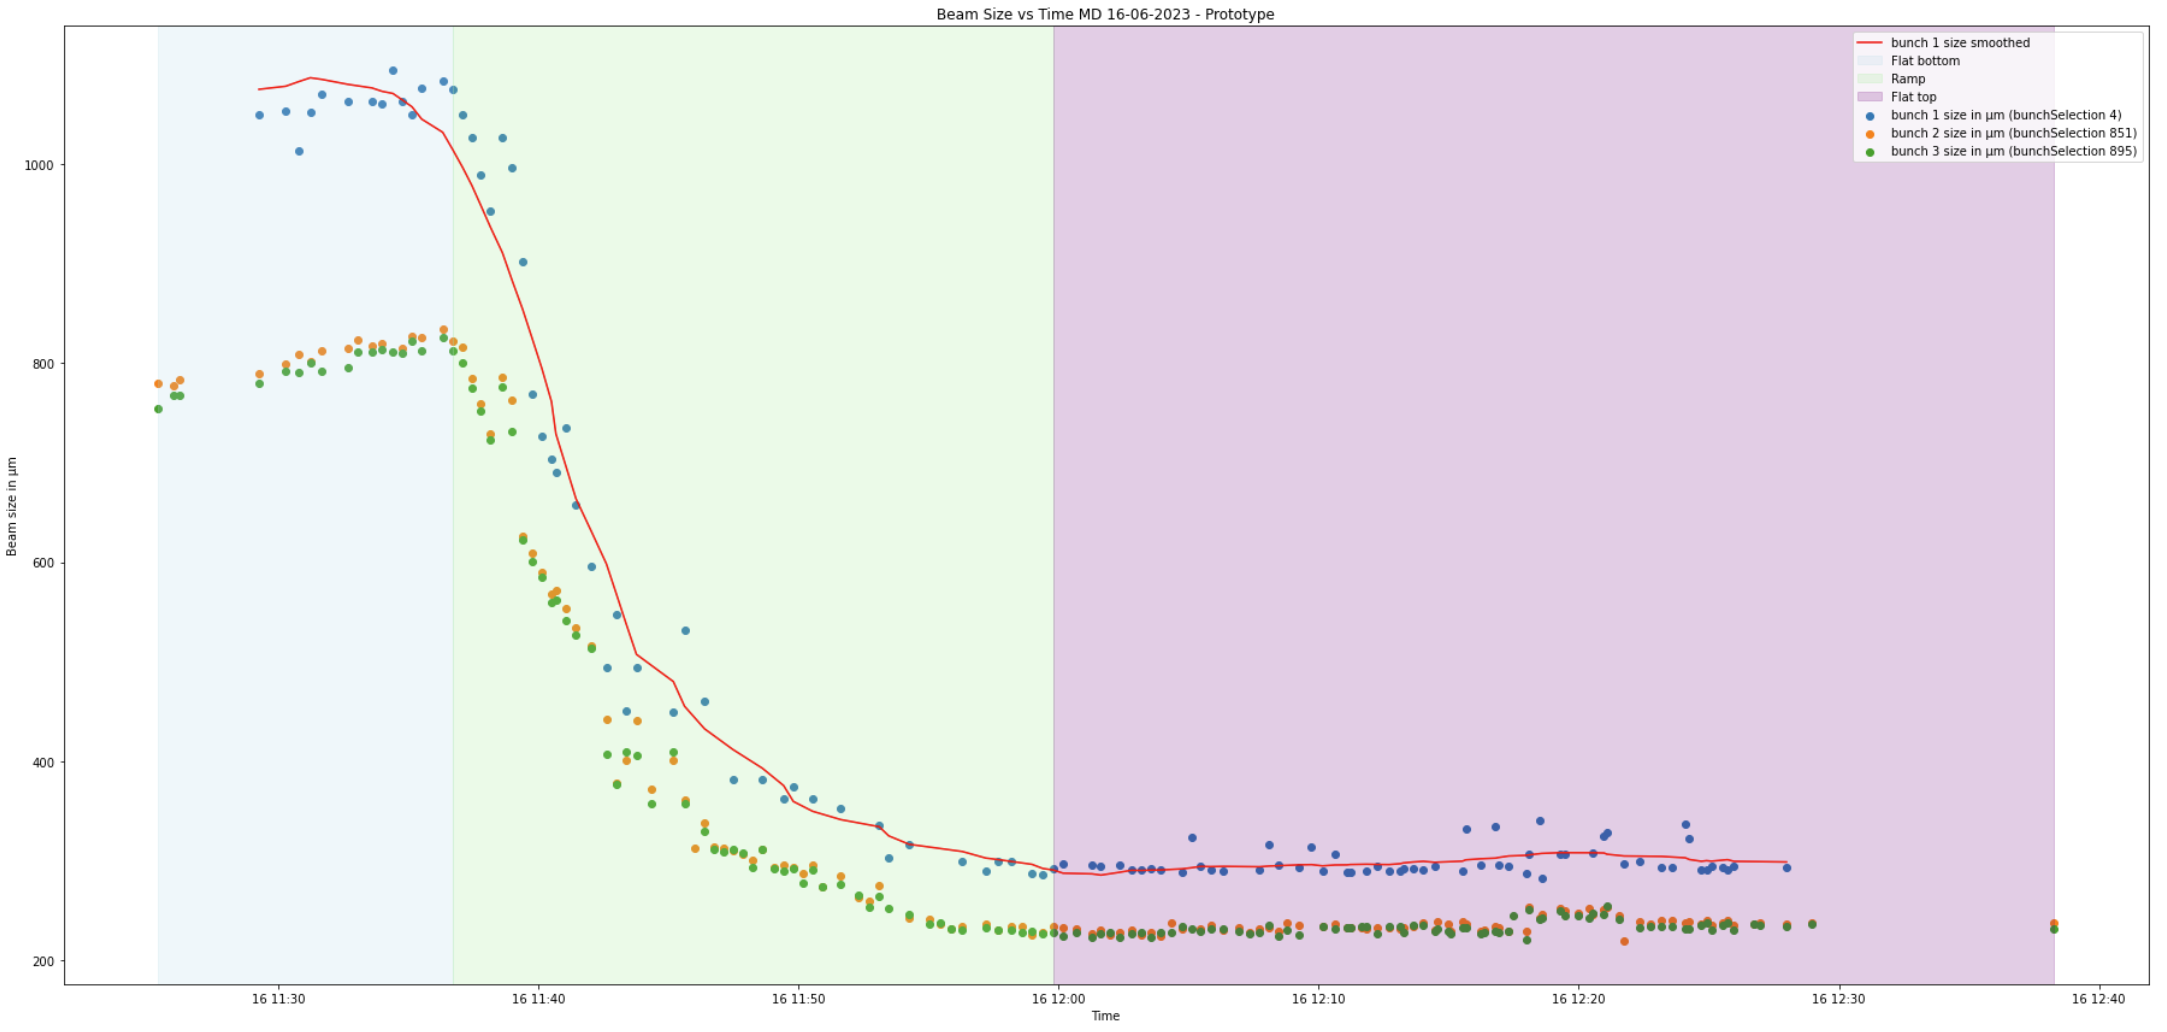 Beam Size vs Time MD 16-06-2023 - Prototype
bunch 1 size smoothed
Flat bottom
Ramp
Flat top
bunch 1 size in μm (bunchSelection 4)
bunch 2 size in μm (bunchSelection 851)
bunch 3 size in μm (bunchSelection 895)
Beam size in μm
1000
800
600
400
200
16 11:30
16 11:40
16 11:50
16 12:00
16 12:10
16 12:20
16 12:30
16 12:40
Time